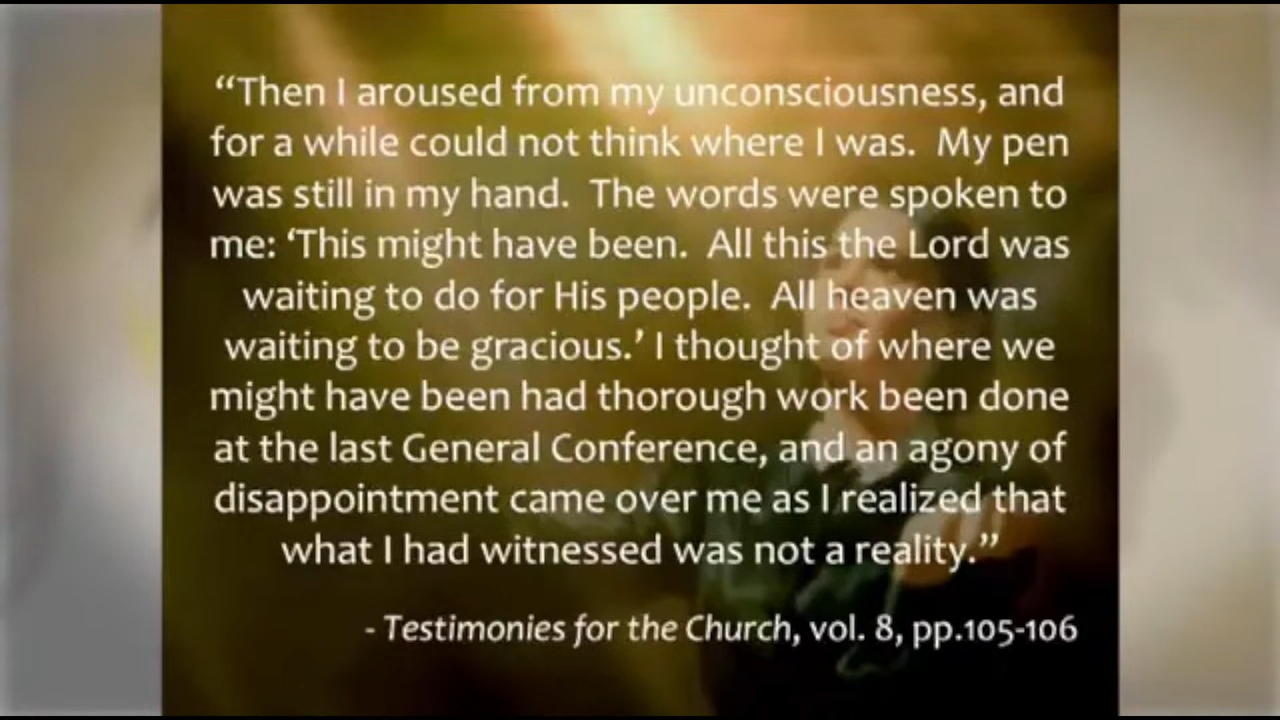 “Then I aroused from my unconsciousness, and
for a while could not think where I was.  My pen
was still in my hand.  The words were spoken to
me: ‘This might have been.  All this the Lord was
waiting to do for His people.  All heaven was
waiting to be gracious.’ I thought of where we
might have been had thorough work been done
at the last General Conference, and an agony of
disappointment came over me as I realized that
what I had witnessed was not a reality.”
- Testimonies for the Church, vol. 8, pp.105-106